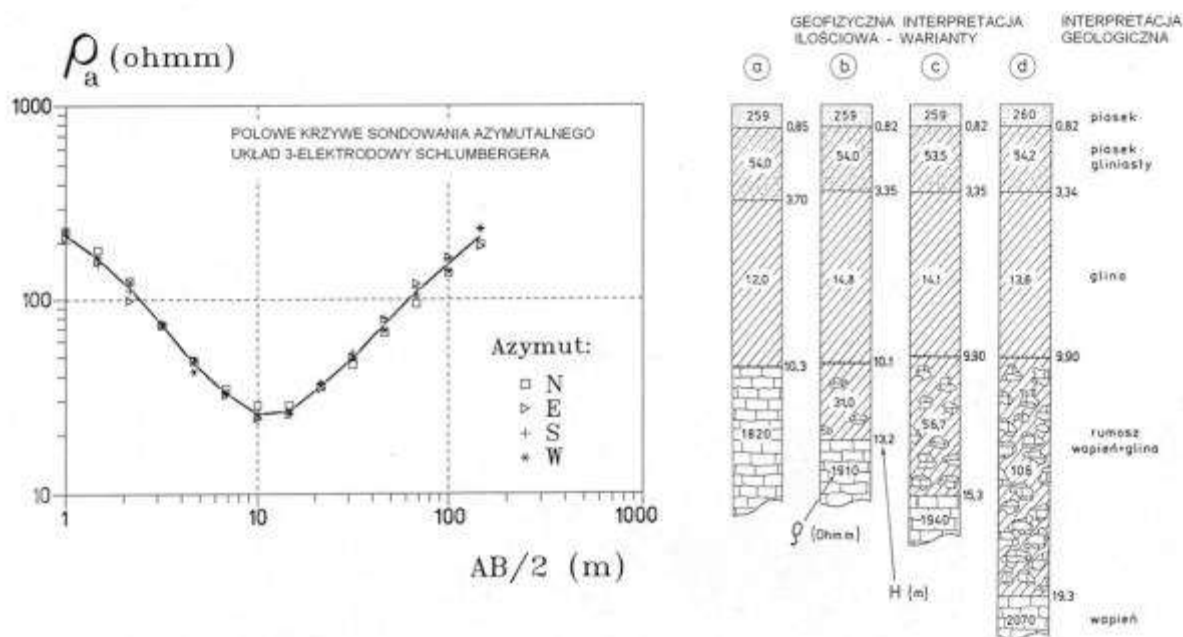 ρa (ohmm)
1000
100
10
1
10
100
1000
AB/2 (m)
POLOWE KRZYWE SONDOWANIA AZYMUTALNEGO
UKŁAD 3-ELEKTRODOWY SCHLUMBERGERA
Azymut:
N
E
S
W
GEOFIZYCZNA INTERPRETACJA
ILOŚCIOWA - WARIANTY
INTERPRETACJA
GEOLOGICZNA
a b c d
259 0,85 259 0,82 259 0,82 260 0,82 piasek
54,0 54,0 53,5 54,2 piasek
gliniasty
3,70 3,35 3,35 3,34
12,0 14,8 14,1 13,6 glina
10,3 10,1 9,90 9,90
1820 31,0 56,7 106 rumosz
wapień+glina
13,2
1910
15,3
1940
ρ (Ohmm)
H (m)
19,3
2070 wapień